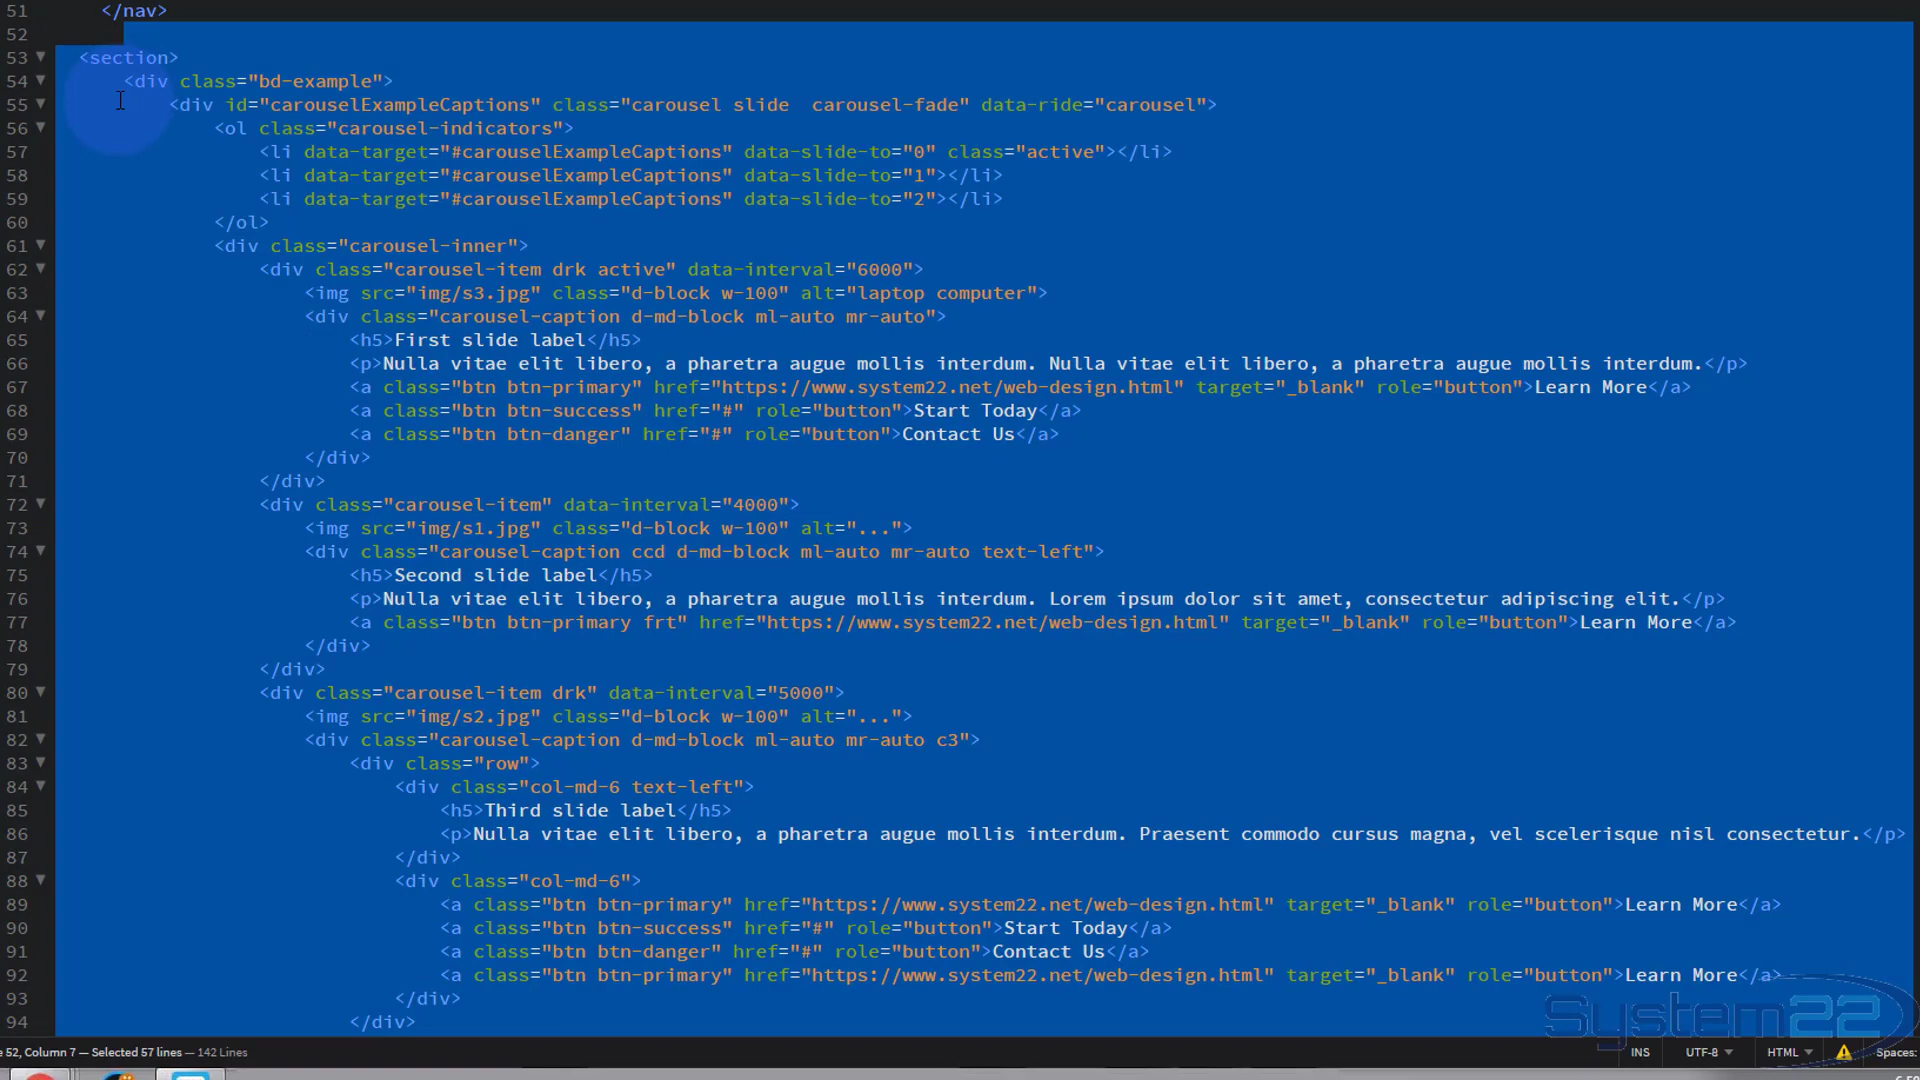 51 </nav>
52
53 <section>
54 <div class="bd-example">
55 <div id="carouselExampleCaptions" class="carousel slide  carousel-fade" data-ride="carousel">
56 <ol class="carousel-indicators">
57 <li data-target="#carouselExampleCaptions" data-slide-to="0" class="active"></li>
58 <li data-target="#carouselExampleCaptions" data-slide-to="1"></li>
59 <li data-target="#carouselExampleCaptions" data-slide-to="2"></li>
60 </ol>
61 <div class="carousel-inner">
62 <div class="carousel-item drk active" data-interval="6000">
63 <img src="img/s3.jpg" class="d-block w-100" alt="laptop computer">
64 <div class="carousel-caption d-md-block ml-auto mr-auto">
65 <h5>First slide label</h5>
66 <p>Nulla vitae elit libero, a pharetra augue mollis interdum. Nulla vitae elit libero, a pharetra augue mollis interdum.</p>
67 <a class="btn btn-primary" href="https://www.system22.net/web-design.html" target="_blank" role="button">Learn More</a>
68 <a class="btn btn-success" href="#" role="button">Start Today</a>
69 <a class="btn btn-danger" href="#" role="button">Contact Us</a>
70 </div>
71 </div>
72 <div class="carousel-item" data-interval="4000">
73 <img src="img/s1.jpg" class="d-block w-100" alt="...">
74 <div class="carousel-caption ccd d-md-block ml-auto mr-auto text-left">
75 <h5>Second slide label</h5>
76 <p>Nulla vitae elit libero, a pharetra augue mollis interdum. Lorem ipsum dolor sit amet, consectetur adipiscing elit.</p>
77 <a class="btn btn-primary frt" href="https://www.system22.net/web-design.html" target="_blank" role="button">Learn More</a>
78 </div>
79 </div>
80 <div class="carousel-item drk" data-interval="5000">
81 <img src="img/s2.jpg" class="d-block w-100" alt="...">
82 <div class="carousel-caption d-md-block ml-auto mr-auto c3">
83 <div class="row">
84 <div class="col-md-6 text-left">
85 <h5>Third slide label</h5>
86 <p>Nulla vitae elit libero, a pharetra augue mollis interdum. Praesent commodo cursus magna, vel scelerisque nisl consectetur.</p>
87 </div>
88 <div class="col-md-6">
89 <a class="btn btn-primary" href="https://www.system22.net/web-design.html" target="_blank" role="button">Learn More</a>
90 <a class="btn btn-success" href="#" role="button">Start Today</a>
91 <a class="btn btn-danger" href="#" role="button">Contact Us</a>
92 <a class="btn btn-primary" href="https://www.system22.net/web-design.html" target="_blank" role="button">Learn More</a>
93 </div>
94 </div>
System22
e 52, Column 7 — Selected 57 lines — 142 Lines INS UTF-8 HTML Spaces: